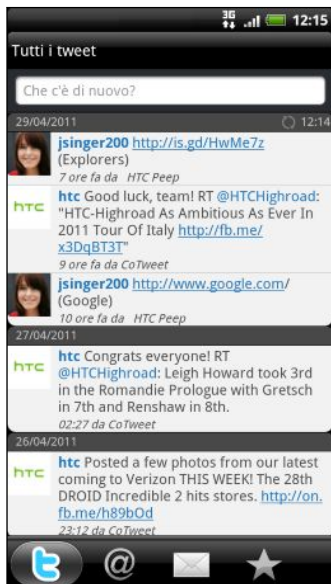 3G 12:15
Tutti i tweet
Che c'è di nuovo?
29/04/2011 12:14
jsinger200 http://is.gd/HwMe7z
(Explorers)
7 ore fa da HTC Peep
hTC
htc Good luck, team! RT @HTCHighroad:
"HTC-Highroad As Ambitious As Ever In
2011 Tour Of Italy http://fb.me/
x3DqBT3T"
9 ore fa da CoTweet
jsinger200 http://www.google.com/
(Google)
10 ore fa da HTC Peep
27/04/2011
hTC
htc Congrats everyone! RT
@HTCHighroad: Leigh Howard took 3rd
in the Romandie Prologue with Gretsch
in 7th and Renshaw in 8th.
02:27 da CoTweet
26/04/2011
hTC
htc Posted a few photos from our latest
coming to Verizon THIS WEEK! The 28th
DROID Incredible 2 hits stores. http://on.
fb.me/h89bOd
23:12 da CoTweet
t @